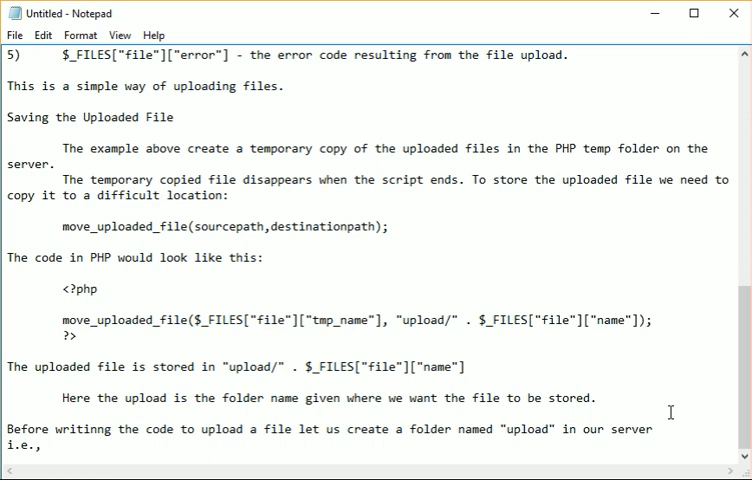 Untitled - Notepad
File Edit Format View Help
5) $_FILES["file"]["error"] - the error code resulting from the file upload.
This is a simple way of uploading files.
Saving the Uploaded File
The example above create a temporary copy of the uploaded files in the PHP temp folder on the
server.
The temporary copied file disappears when the script ends. To store the uploaded file we need to
copy it to a difficult location:
move_uploaded_file(sourcepath,destinationpath);
The code in PHP would look like this:
<?php
move_uploaded_file($_FILES["file"]["tmp_name"], "upload/" . $_FILES["file"]["name"]);
?>
The uploaded file is stored in "upload/" . $_FILES["file"]["name"]
Here the upload is the folder name given where we want the file to be stored.
Before writinng the code to upload a file let us create a folder named "upload" in our server
i.e.,